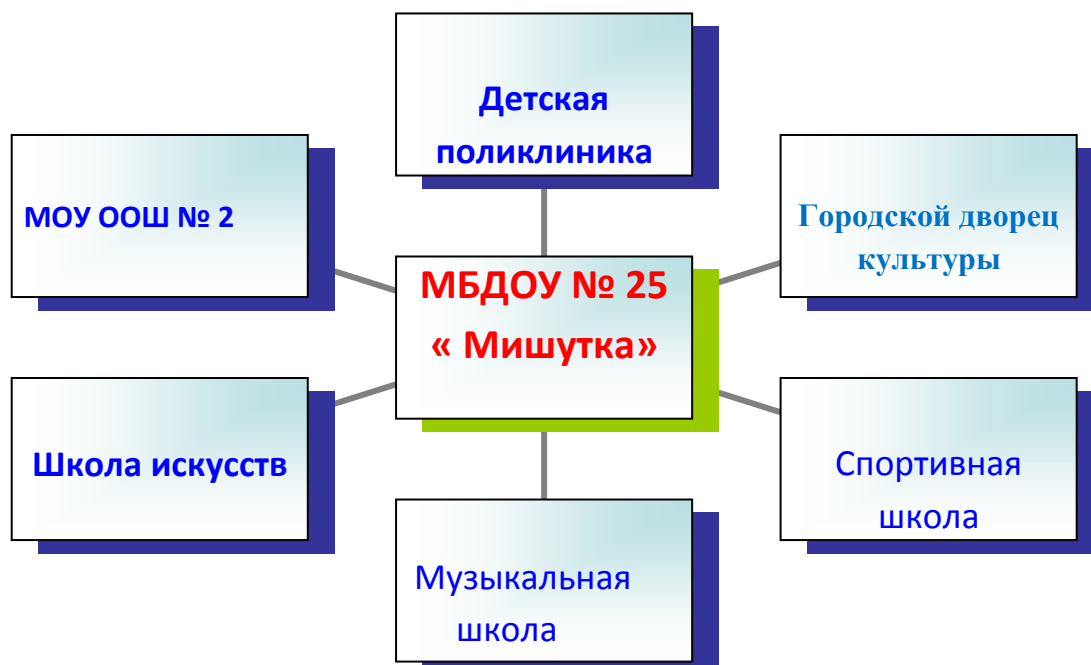 Детская
поликлиника
МОУ ООШ № 2
Городской дворец
культуры
МБДОУ № 25
« Мишутка»
Школа искусств
Спортивная
школа
Музыкальная
школа